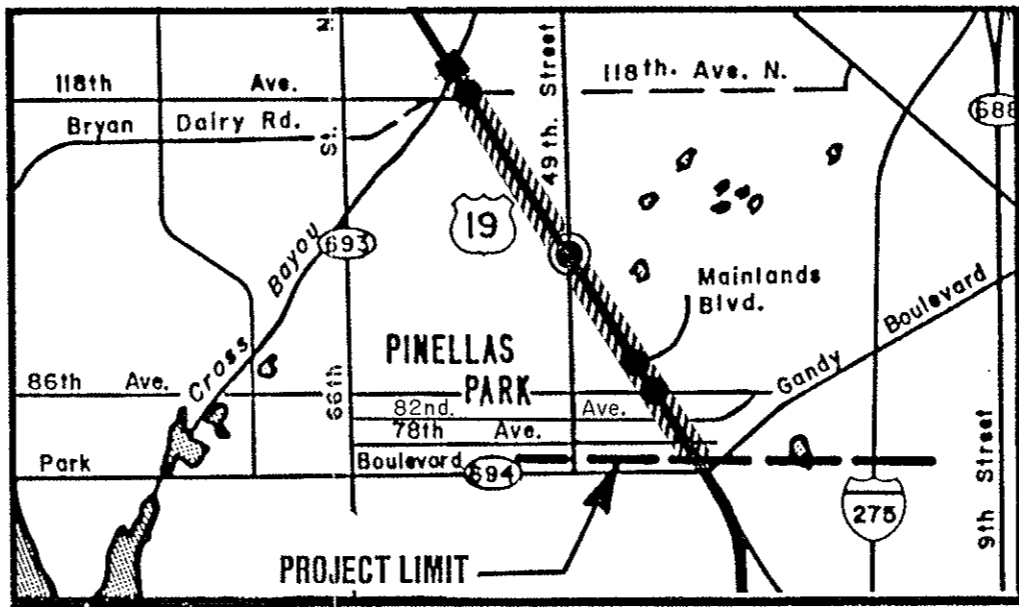 N
118th Ave.
118th. Ave. N.
Bryan Dairy Rd.
St.
49th. Street
688
19
693
Cross Bayou
Mainlands
Blvd.
PINELLAS
PARK
Gandy Boulevard
86th Ave.
66th
82nd. Ave.
78th Ave.
Park Boulevard
694
275
9th Street
PROJECT LIMIT